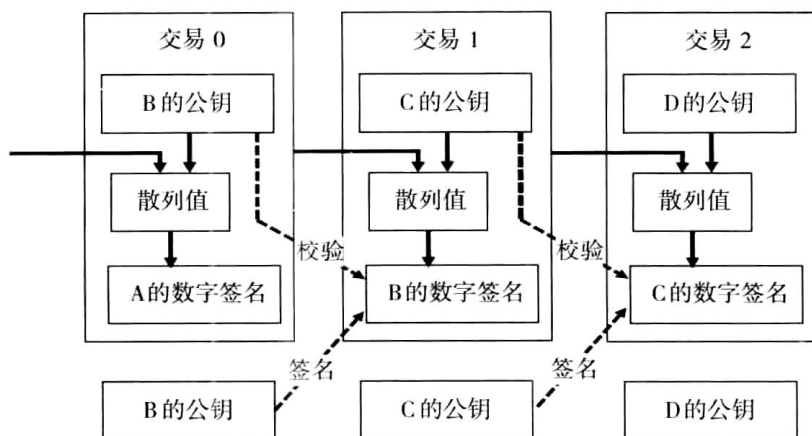 交易 0
交易 1
交易 2
B的公钥
C的公钥
D的公钥
散列值
散列值
散列值
校验
校验
A的数字签名
B的数字签名
C的数字签名
签名
签名
B的公钥
C的公钥
D的公钥